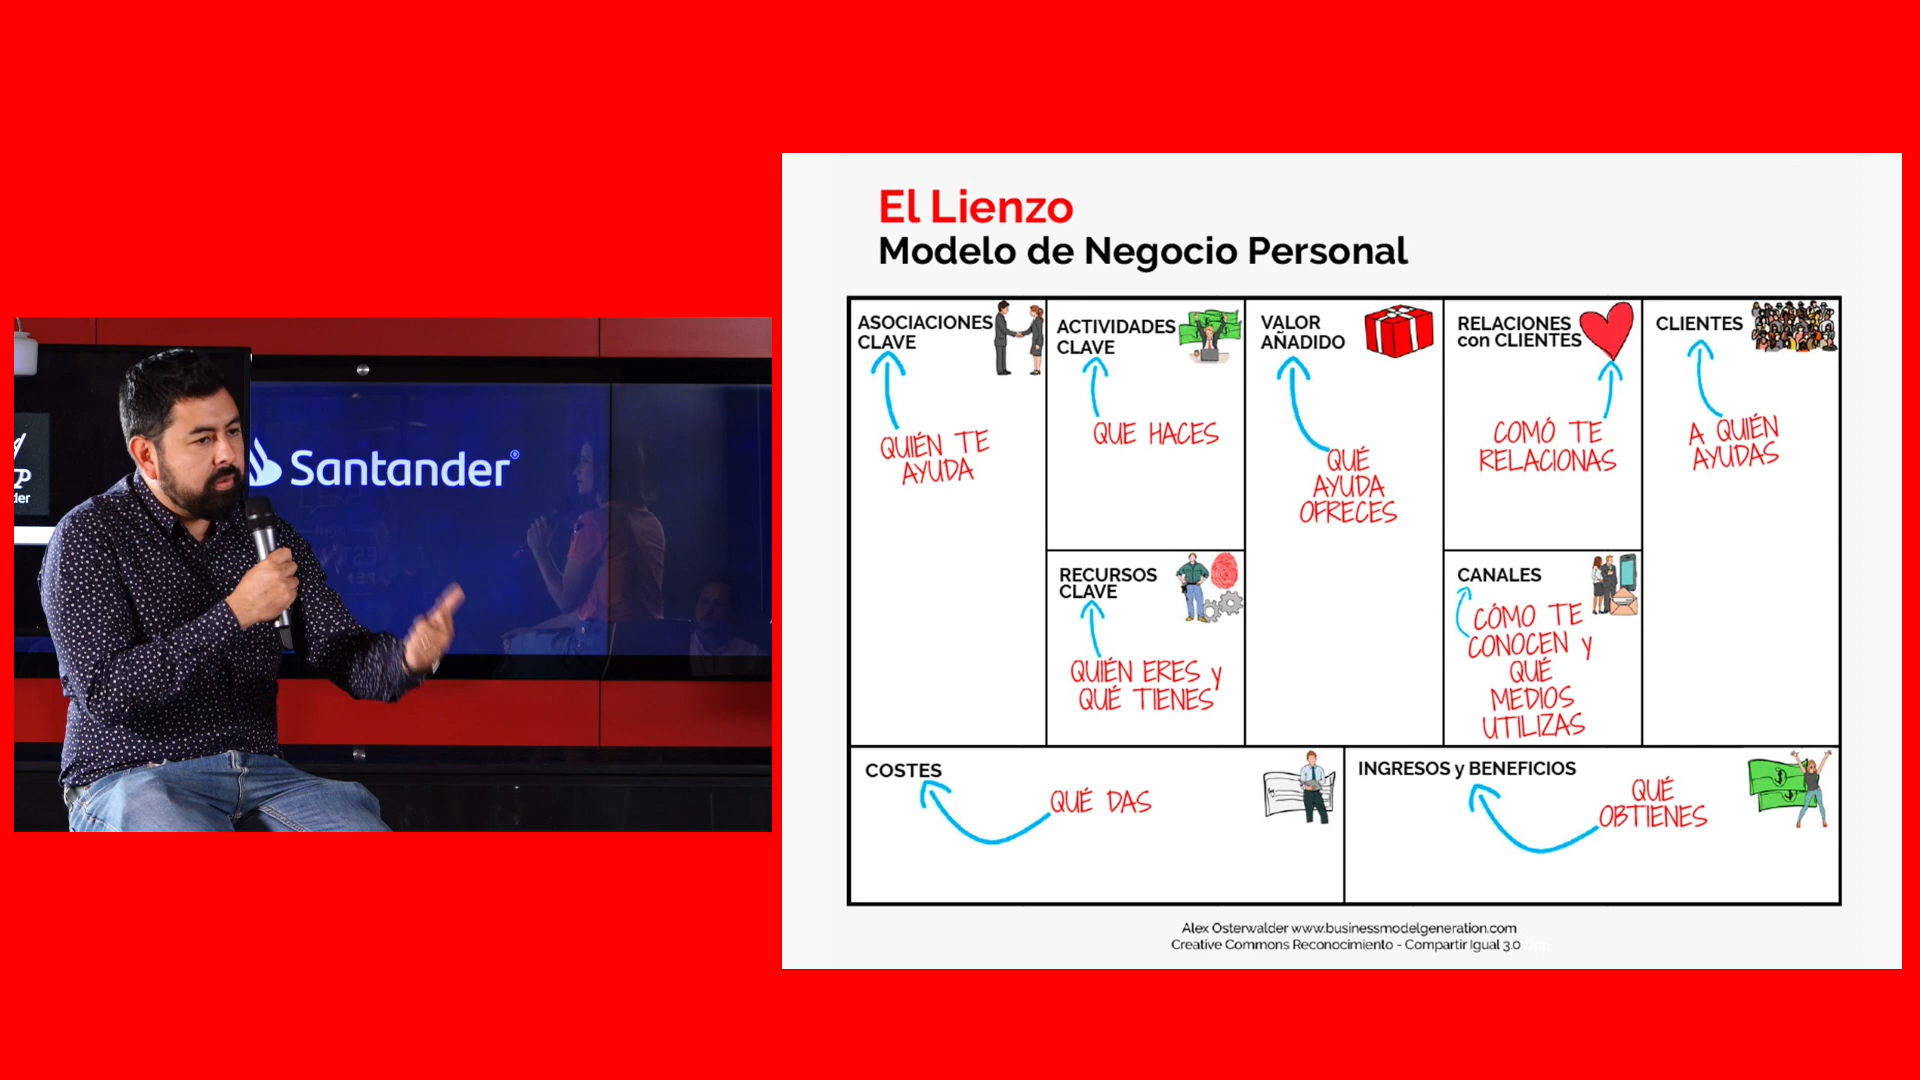 P
der
Santander®
El Lienzo
Modelo de Negocio Personal
ASOCIACIONES
CLAVE
QUIÉN TE
AYUDA
ACTIVIDADES
CLAVE
QUE HACES
RECURSOS
CLAVE
QUIÉN ERES y
QUÉ TIENES
VALOR
AÑADIDO
QUÉ
AYUDA
OFRECES
RELACIONES
con CLIENTES
COMÓ TE
RELACIONAS
CANALES
CÓMO TE
CONOCEN y
QUÉ
MEDIOS
UTILIZAS
CLIENTES
A QUIÉN
AYUDAS
COSTES
QUÉ DAS
INGRESOS y BENEFICIOS
QUÉ
OBTIENES
Alex Osterwalder www.businessmodelgeneration.com
Creative Commons Reconocimiento - Compartir Igual 3.0